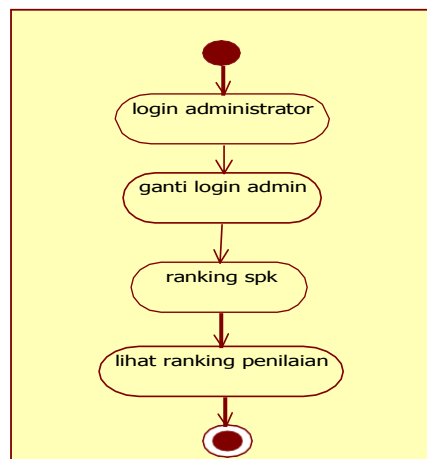 login administrator
ganti login admin
ranking spk
lihat ranking penilaian